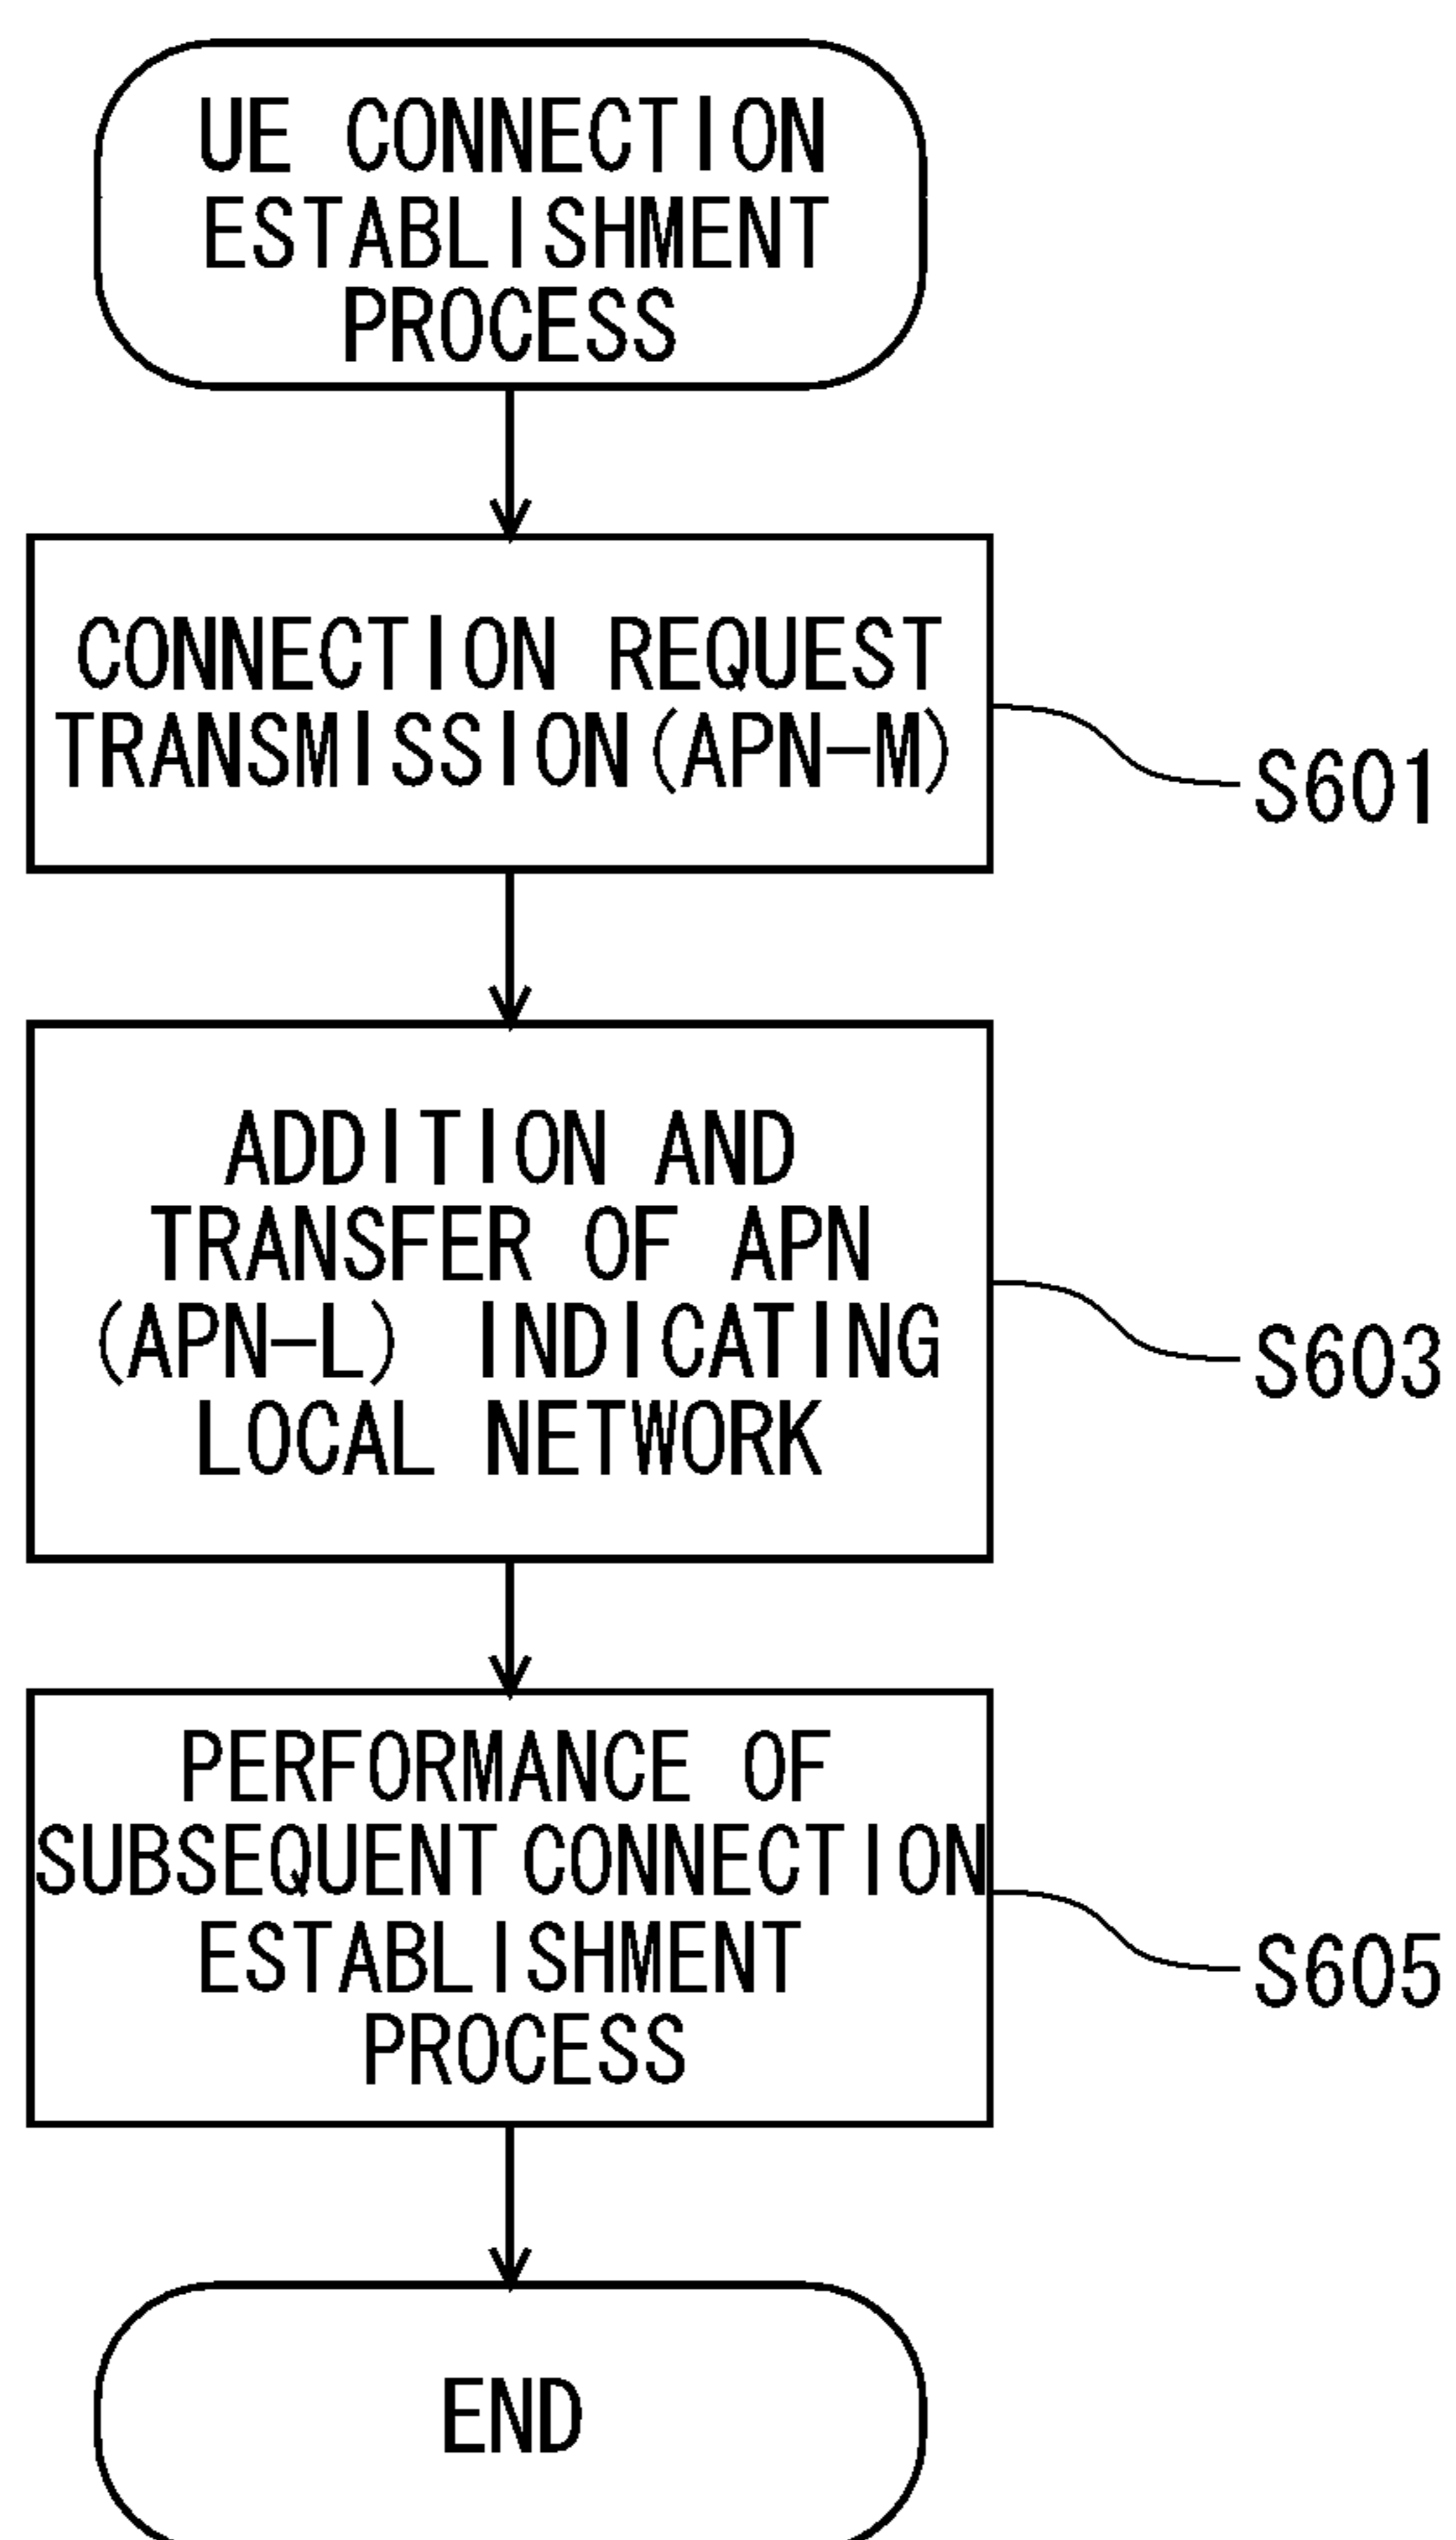 UE CONNECTION
ESTABLISHMENT
PROCESS
CONNECTION REQUEST
TRANSMISSION(APN-M)
S601
ADDITION AND
TRANSFER OF APN
(APN-L) INDICATING
LOCAL NETWORK
S603
PERFORMANCE OF
SUBSEQUENT CONNECTION
ESTABLISHMENT
PROCESS
S605
END